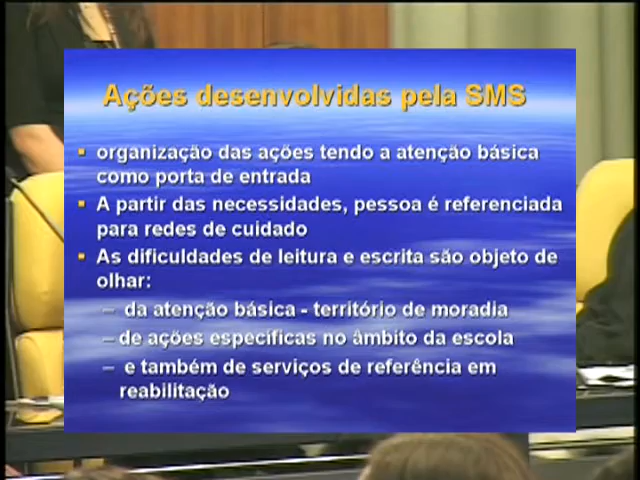 Ações desenvolvidas pela SMS
organização das ações tendo a atenção básica
como porta de entrada
A partir das necessidades, pessoa é referenciada
para redes de cuidado
As dificuldades de leitura e escrita são objeto de
olhar:
– da atenção básica - território de moradia
– de ações específicas no âmbito da escola
– e também de serviços de referência em
reabilitação